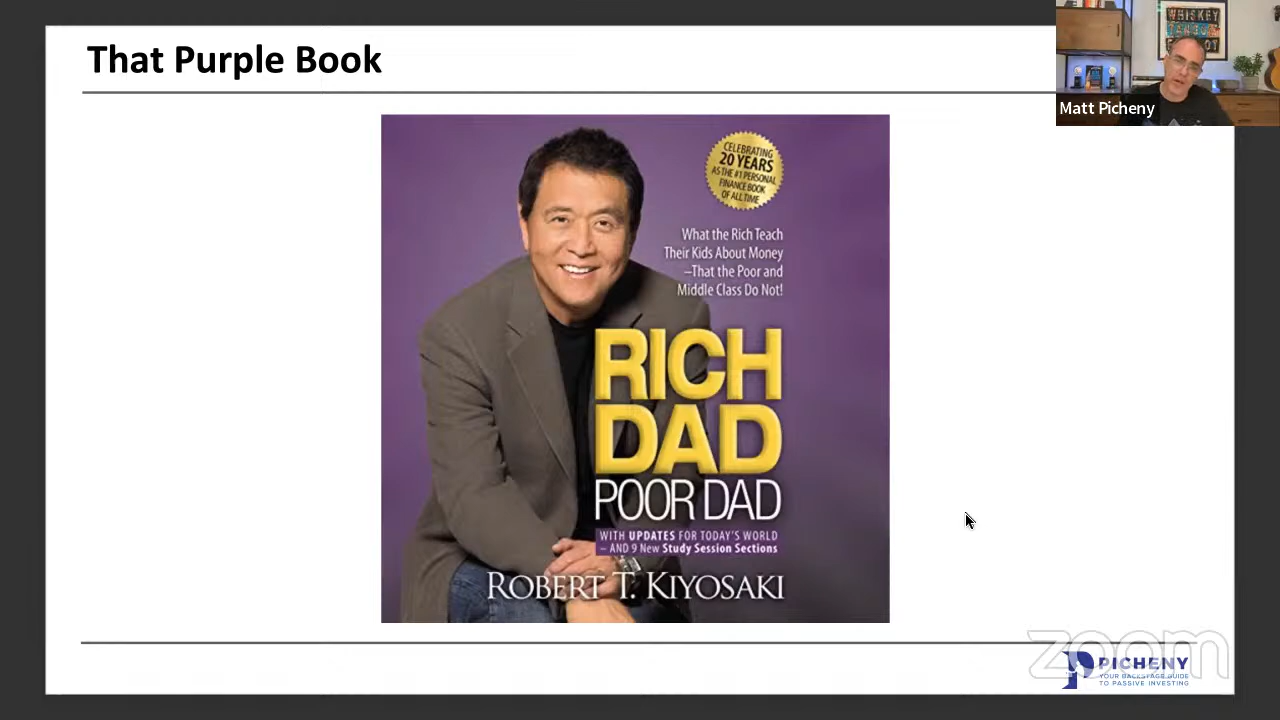 That Purple Book
WHISKEY
Matt Picheny
CELEBRATING
20 YEARS
AS THE #1 PERSONAL
FINANCE BOOK
OF ALL TIME
What the Rich Teach
Their Kids About Money
–That the Poor and
Middle Class Do Not!
RICH
DAD
POOR DAD
WITH UPDATES FOR TODAY'S WORLD
– AND 9 New Study Session Sections
ROBERT T. KIYOSAKI
zoom
PICHENY
YOUR BACKSTAGE GUIDE
TO PASSIVE INVESTING